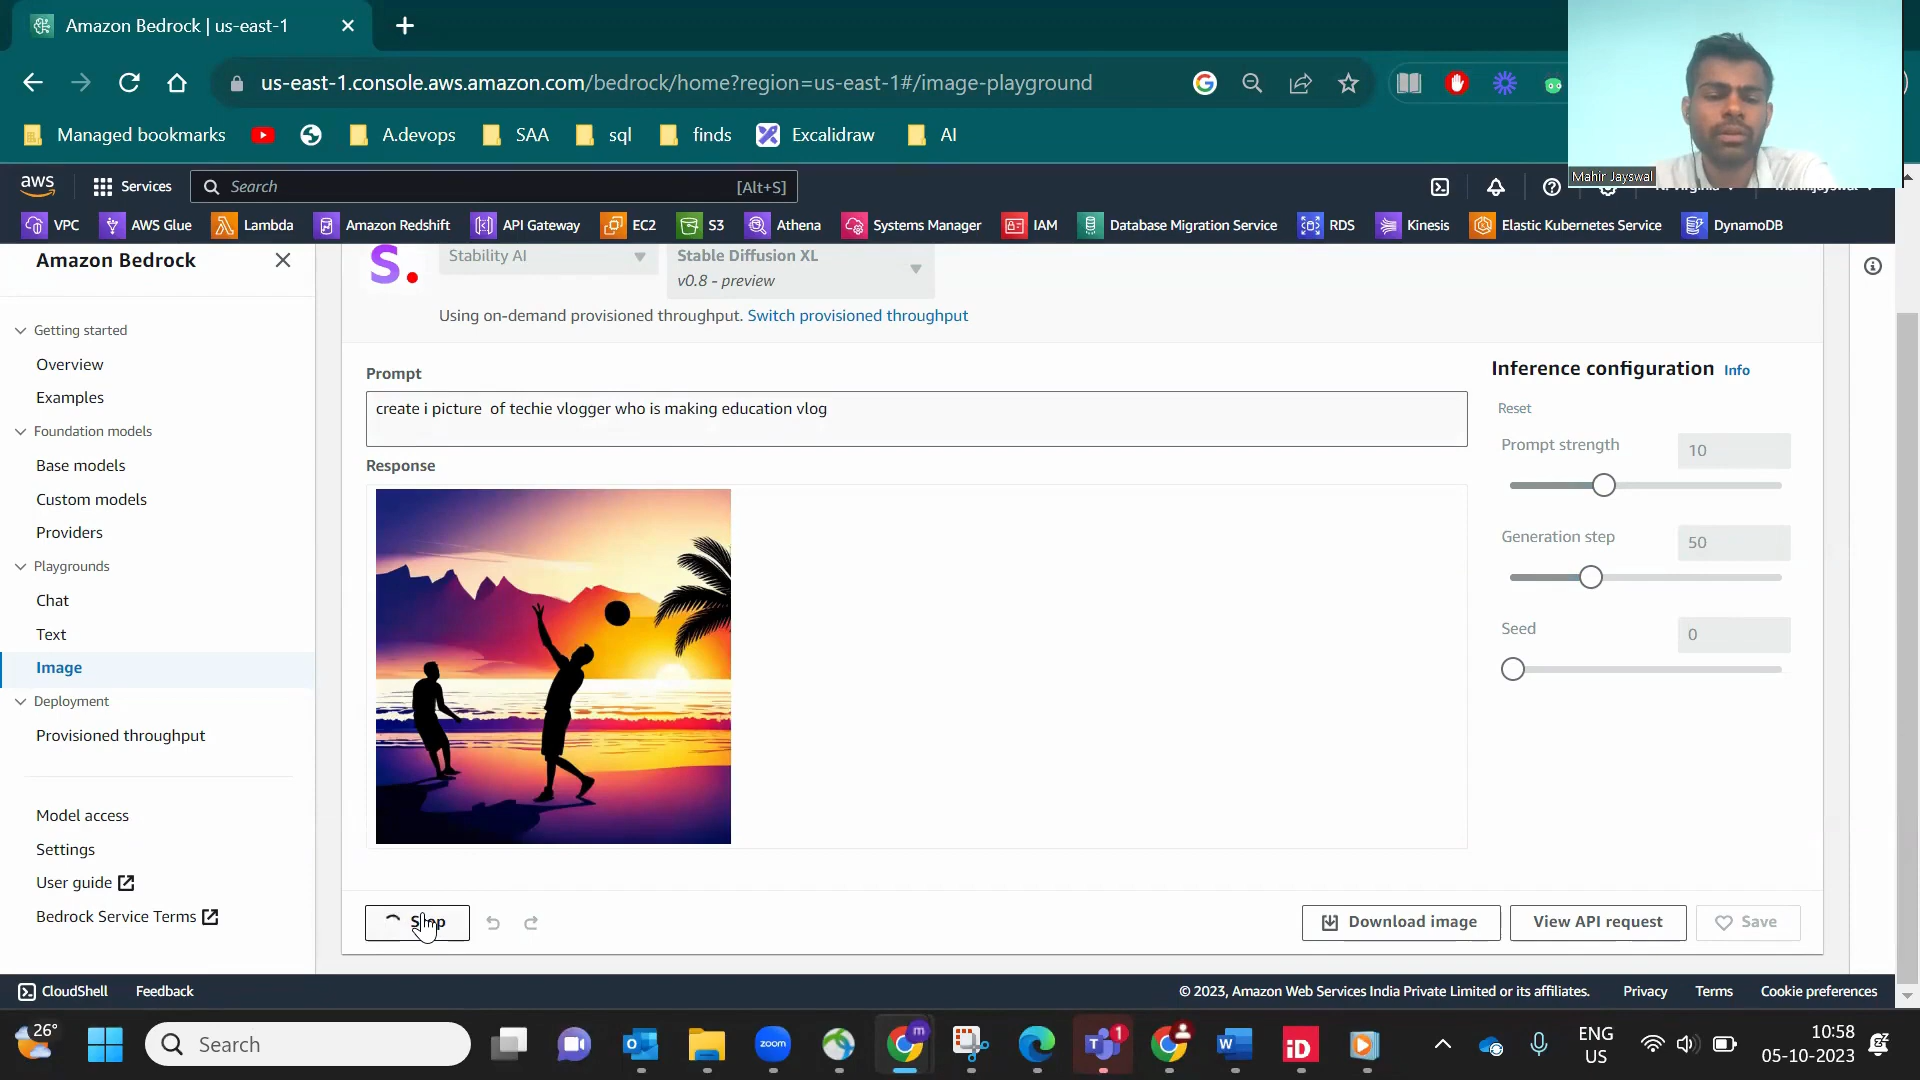 Amazon Bedrock | us-east-1
us-east-1.console.aws.amazon.com/bedrock/home?region=us-east-1#/image-playground
Managed bookmarks
A.devops
SAA
sql
finds
Excalidraw
AI
Mahir Jayswal
aws
Services
Search
[Alt+S]
VPC
AWS Glue
Lambda
Amazon Redshift
API Gateway
EC2
S3
Athena
Systems Manager
IAM
Database Migration Service
RDS
Kinesis
Elastic Kubernetes Service
DynamoDB
Amazon Bedrock
Getting started
Overview
Examples
Foundation models
Base models
Custom models
Providers
Playgrounds
Chat
Text
Image
Deployment
Provisioned throughput
Model access
Settings
User guide
Bedrock Service Terms
S.
Stability AI
Stable Diffusion XL
v0.8 - preview
Using on-demand provisioned throughput. Switch provisioned throughput
Prompt
create i picture  of techie vlogger who is making education vlog
Response
Inference configuration Info
Reset
Prompt strength
10
Generation step
50
Seed
0
Stop
Download image
View API request
Save
CloudShell
Feedback
© 2023, Amazon Web Services India Private Limited or its affiliates.
Privacy
Terms
Cookie preferences
26°
Search
zoom
m
1
iD
ENG
US
10:58
05-10-2023